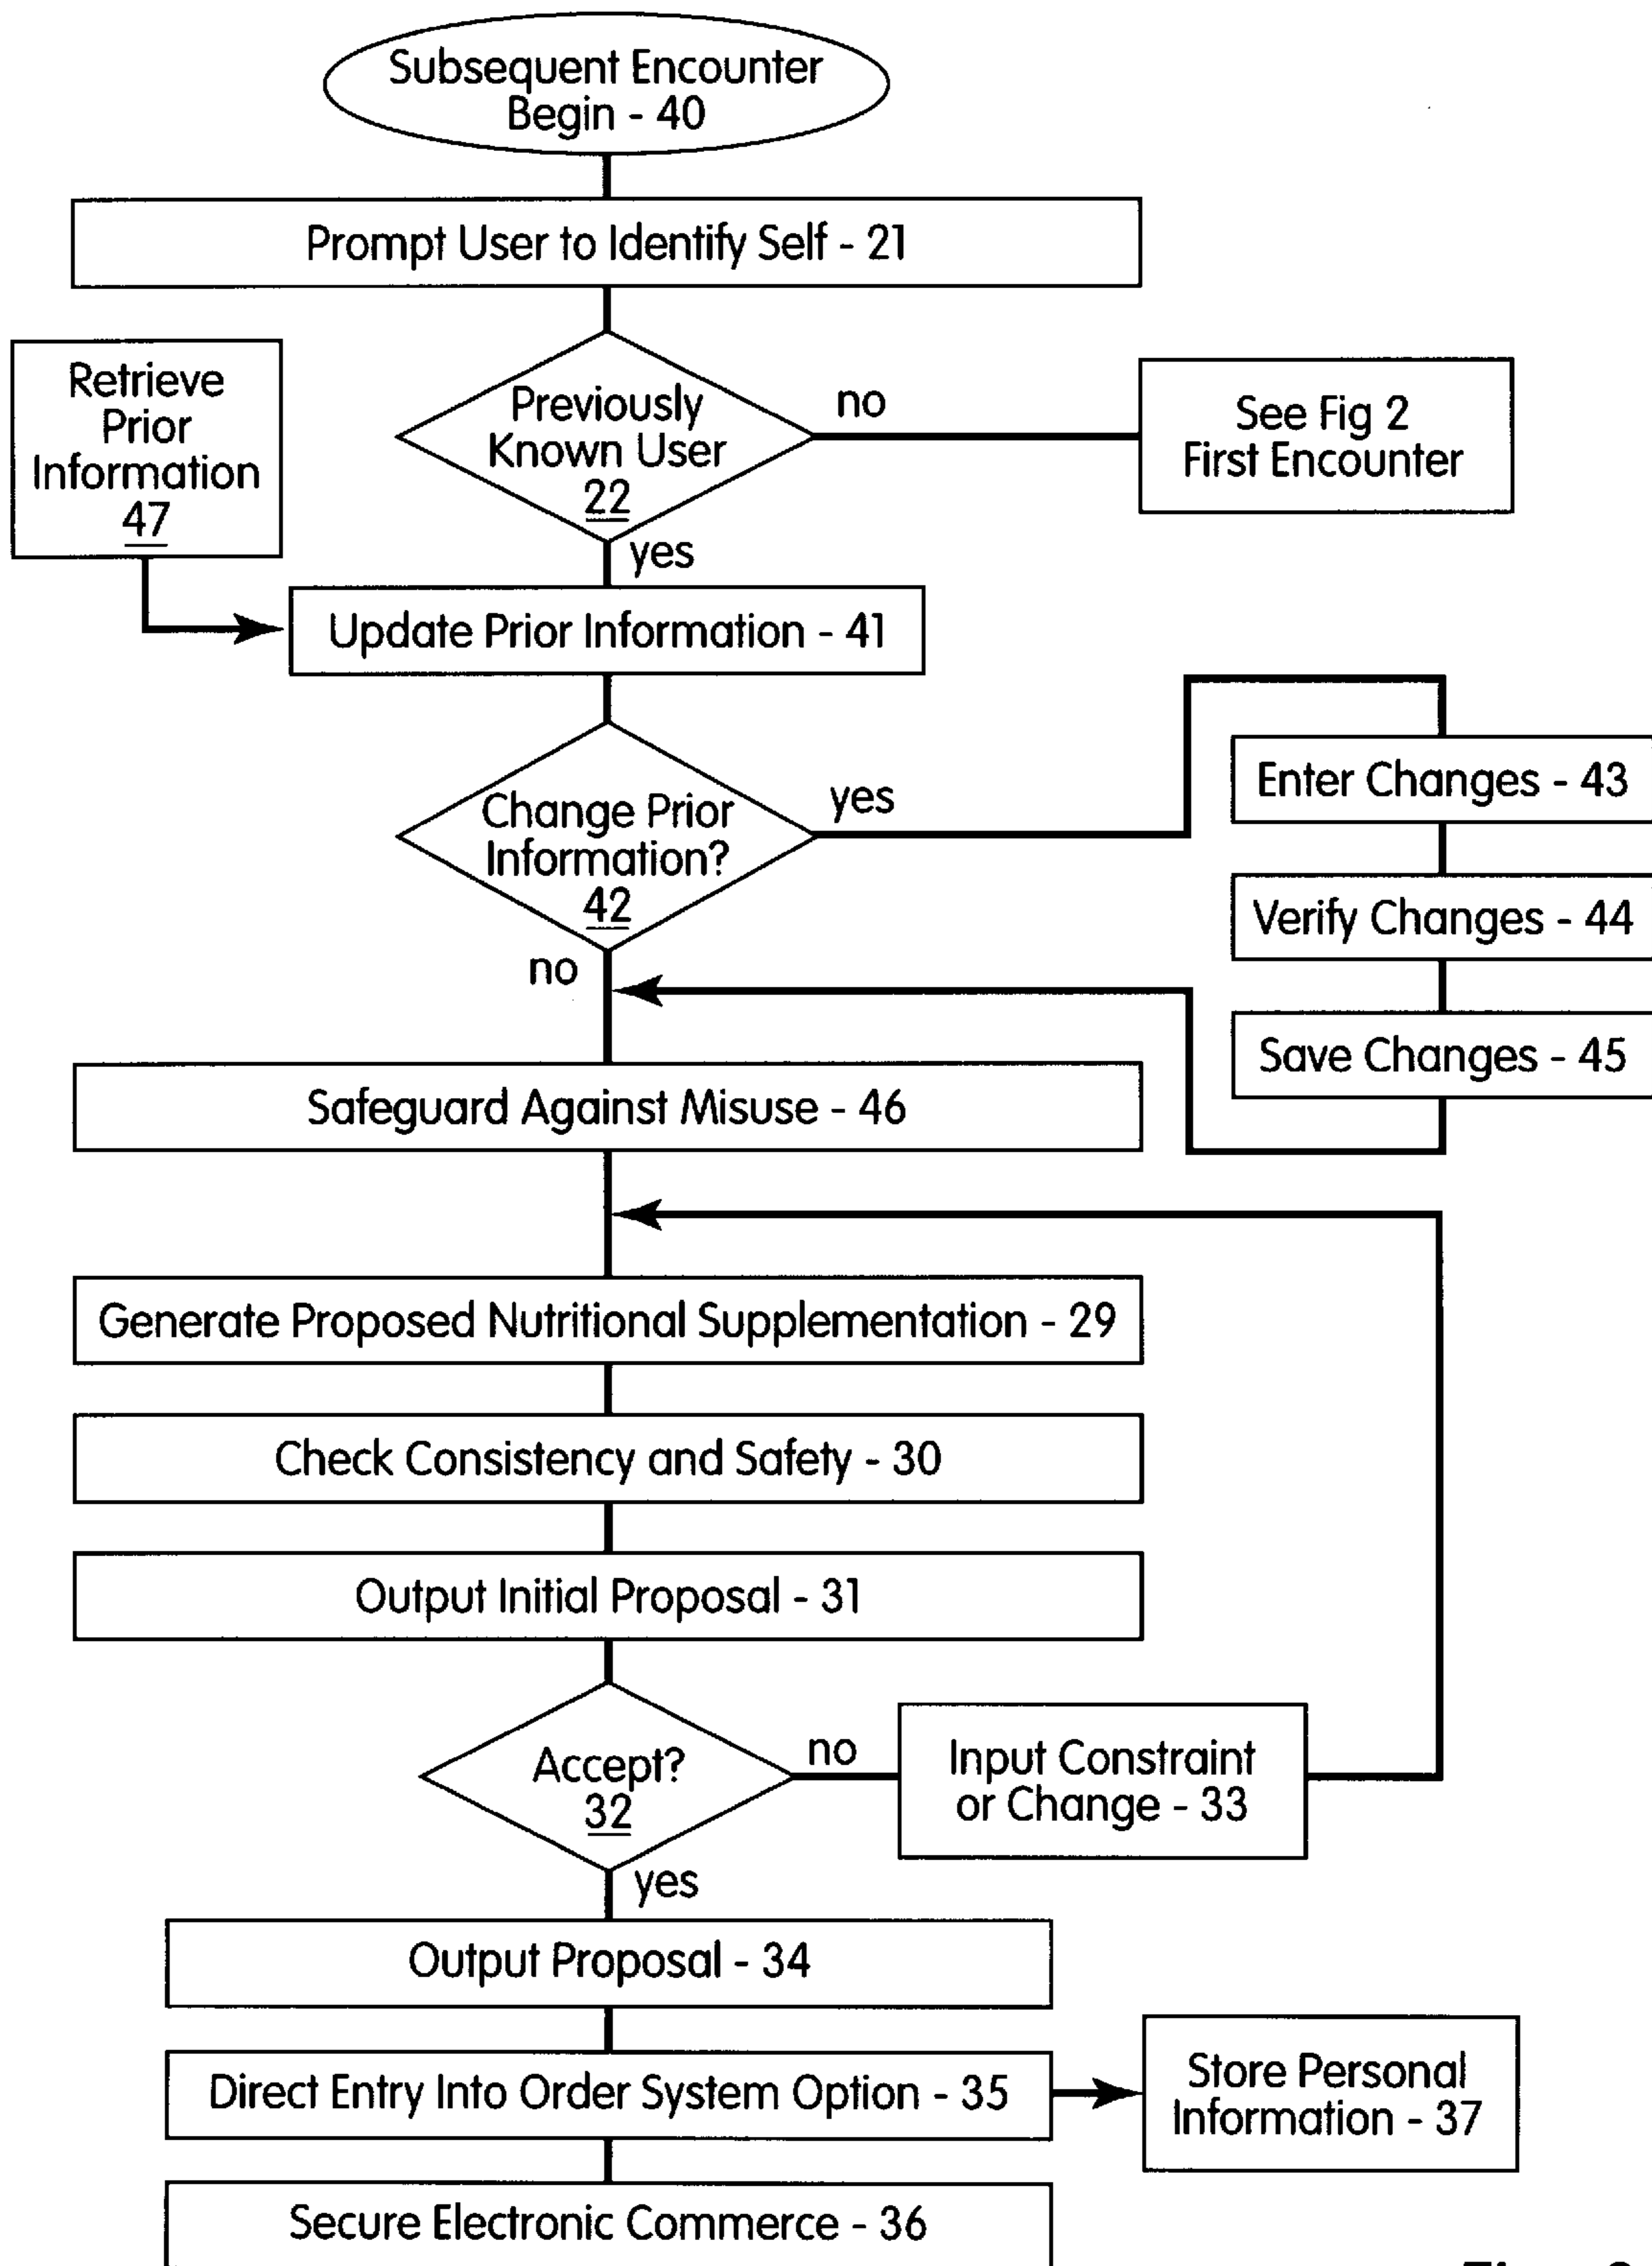 Subsequent Encounter
Begin - 40
Prompt User to Identify Self - 21
Retrieve
Prior
Information
47
Previously
Known User
22
no
See Fig 2
First Encounter
yes
Update Prior Information - 41
Change Prior
Information?
42
yes
Enter Changes - 43
Verify Changes - 44
Save Changes - 45
no
Safeguard Against Misuse - 46
Generate Proposed Nutritional Supplementation - 29
Check Consistency and Safety - 30
Output Initial Proposal - 31
Accept?
32
no
Input Constraint
or Change - 33
yes
Output Proposal - 34
Direct Entry Into Order System Option - 35
Store Personal
Information - 37
Secure Electronic Commerce - 36